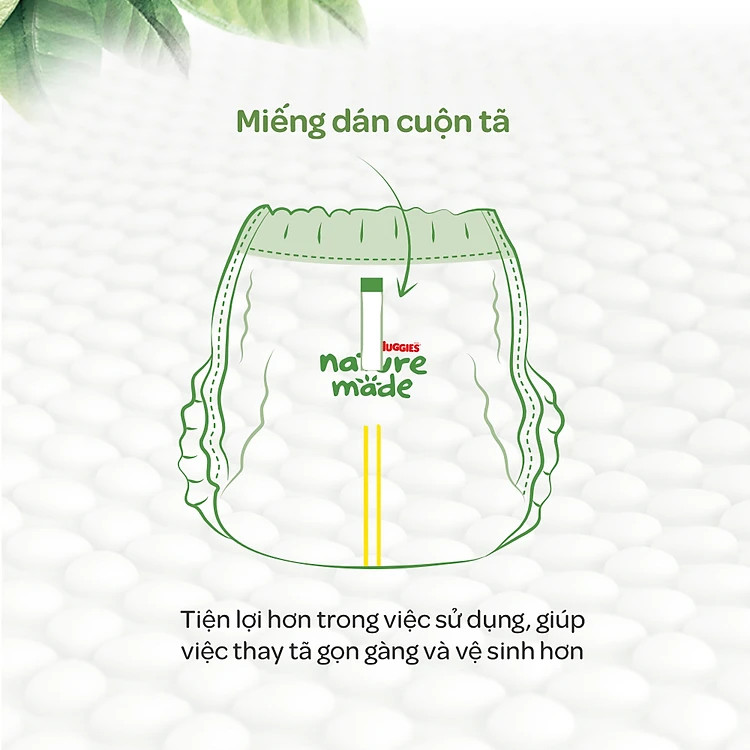 Miếng dán cuộn tã
HUGGIES
made
Tiện lợi hơn trong việc sử dụng, giúp
việc thay tã gọn gàng và vệ sinh hơn